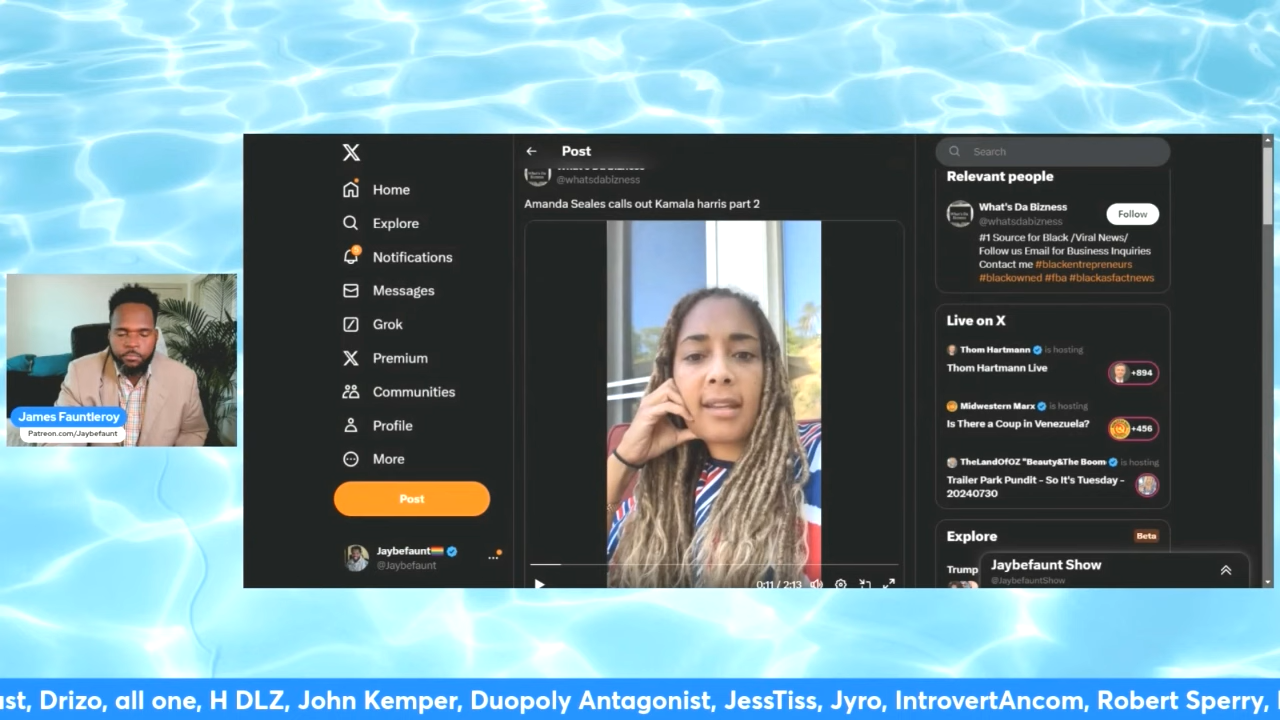 James Fauntleroy
Patreon.com/Jaybefaunt
X
Home
Explore
Notifications
5
Messages
Grok
Premium
Communities
Profile
More
Post
Jaybefaunt
@Jaybefaunt
Post
What's Da Bizness
@whatsdabizness
Amanda Seales calls out Kamala harris part 2
0:11 / 2:13
Search
Relevant people
What's Da Bizness
@whatsdabizness
Follow
#1 Source for Black /Viral News/
Follow us Email for Business Inquiries
Contact me #blackentrepreneurs
#blackowned #fba #blackasfactnews
Live on X
Thom Hartmann is hosting
Thom Hartmann Live
+894
Midwestern Marx is hosting
Is There a Coup in Venezuela?
+456
TheLandOfOZ "Beauty&The Boom is hosting
Trailer Park Pundit - So It's Tuesday -
20240730
Explore
Beta
Trump
Jaybefaunt Show
@JaybefauntShow
ust, Drizo, all one, H DLZ, John Kemper, Duopoly Antagonist, JessTiss, Jyro, IntrovertAncom, Robert Sperry,